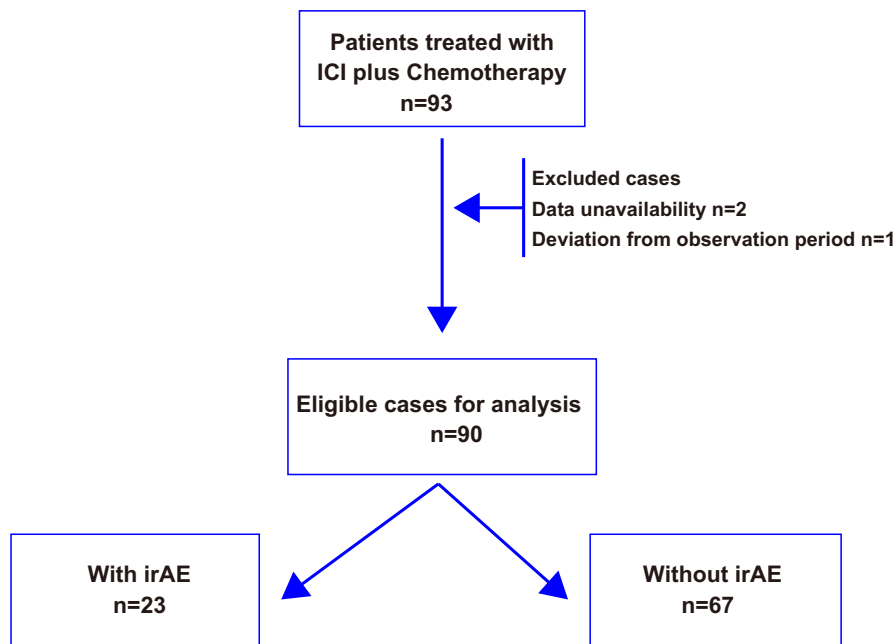 Patients treated with
ICI plus Chemotherapy
n=93
Excluded cases
Data unavailability n=2
Deviation from observation period n=1
Eligible cases for analysis
n=90
With irAE
n=23
Without irAE
n=67